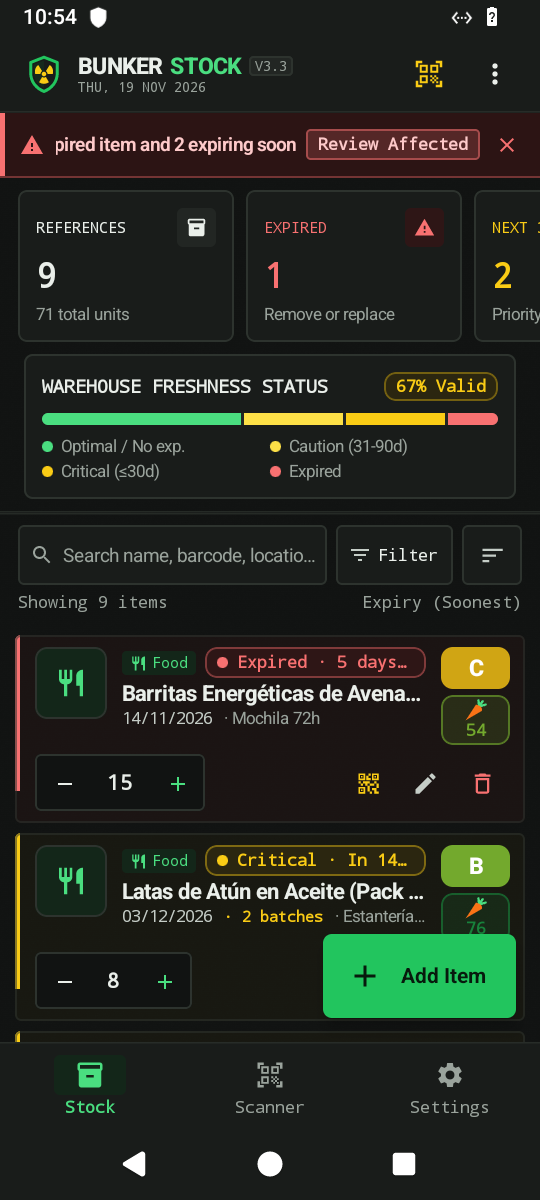 10:54
BUNKER STOCK V3.3
THU, 19 NOV 2026
pired item and 2 expiring soon Review Affected
REFERENCES
9
71 total units
EXPIRED
1
Remove or replace
NEXT
2
Priority
WAREHOUSE FRESHNESS STATUS 67% Valid
Optimal / No exp. Caution (31-90d)
Critical (≤30d) Expired
Search name, barcode, locatio... Filter
Showing 9 items Expiry (Soonest)
Food Expired · 5 days… C
Barritas Energéticas de Avena...
14/11/2026 · Mochila 72h
54
− 15 +
Food Critical · In 14… B
Latas de Atún en Aceite (Pack ...
03/12/2026 · 2 batches · Estantería...
76
− 8 +
+ Add Item
Stock Scanner Settings